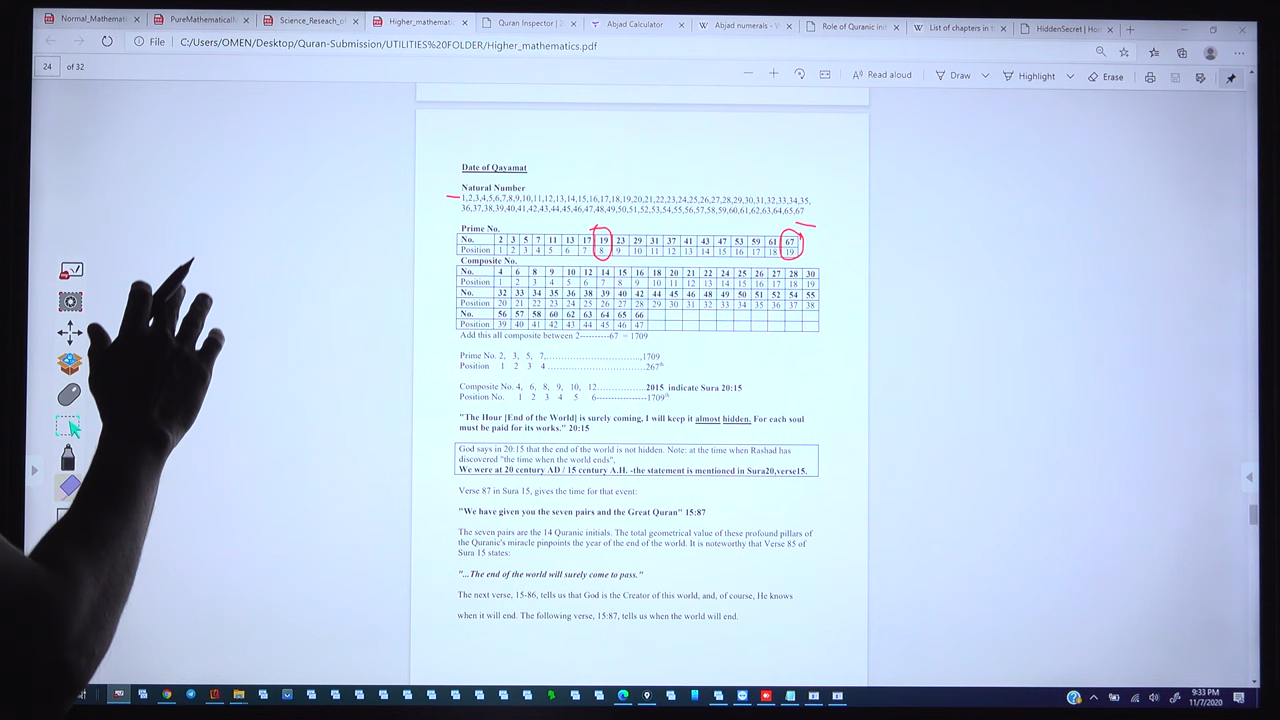 Normal_Mathemati
PureMathematicalM
Science_Reseach_of
Higher_mathematic
Quran Inspector | 2
Abjad Calculator
Abjad numerals -
Role of Quranic init
List of chapters in t
HiddenSecret | Ho
File C:/Users/OMEN/Desktop/Quran-Submission/UTILITIES%20FOLDER/Higher_mathematics.pdf
24 of 32
Read aloud
Draw
Highlight
Erase
Date of Qayamat
Natural Number
1,2,3,4,5,6,7,8,9,10,11,12,13,14,15,16,17,18,19,20,21,22,23,24,25,26,27,28,29,30,31,32,33,34,35,
36,37,38,39,40,41,42,43,44,45,46,47,48,49,50,51,52,53,54,55,56,57,58,59,60,61,62,63,64,65,67
Prime No.
No. 2 3 5 7 11 13 17 19 23 29 31 37 41 43 47 53 59 61 67
Position 1 2 3 4 5 6 7 8 9 10 11 12 13 14 15 16 17 18 19
Composite No.
No. 4 6 8 9 10 12 14 15 16 18 20 21 22 24 25 26 27 28 30
Position 1 2 3 4 5 6 7 8 9 10 11 12 13 14 15 16 17 18 19
No. 32 33 34 35 36 38 39 40 42 44 45 46 48 49 50 51 52 54 55
Position 20 21 22 23 24 25 26 27 28 29 30 31 32 33 34 35 36 37 38
No. 56 57 58 60 62 63 64 65 66
Position 39 40 41 42 43 44 45 46 47
Add this all composite between 2----------67 = 1709
Prime No. 2, 3, 5, 7,.................................,1709
Position 1 2 3 4 ..............................267th
Composite No. 4, 6, 8, 9, 10, 12.................2015 indicate Sura 20:15
Position No. 1 2 3 4 5 6-----------------1709th
"The Hour [End of the World] is surely coming, I will keep it almost hidden. For each soul
must be paid for its works." 20:15
God says in 20:15 that the end of the world is not hidden. Note: at the time when Rashad has
discovered "the time when the world ends",
We were at 20 century AD / 15 century A.H. -the statement is mentioned in Sura20,verse15.
Verse 87 in Sura 15, gives the time for that event:
"We have given you the seven pairs and the Great Quran" 15:87
The seven pairs are the 14 Quranic initials. The total geometrical value of these profound pillars of
the Quranic's miracle pinpoints the year of the end of the world. It is noteworthy that Verse 85 of
Sura 15 states:
"...The end of the world will surely come to pass."
The next verse, 15-86, tells us that God is the Creator of this world, and, of course, He knows
when it will end. The following verse, 15:87, tells us when the world will end.
9:33 PM
11/7/2020